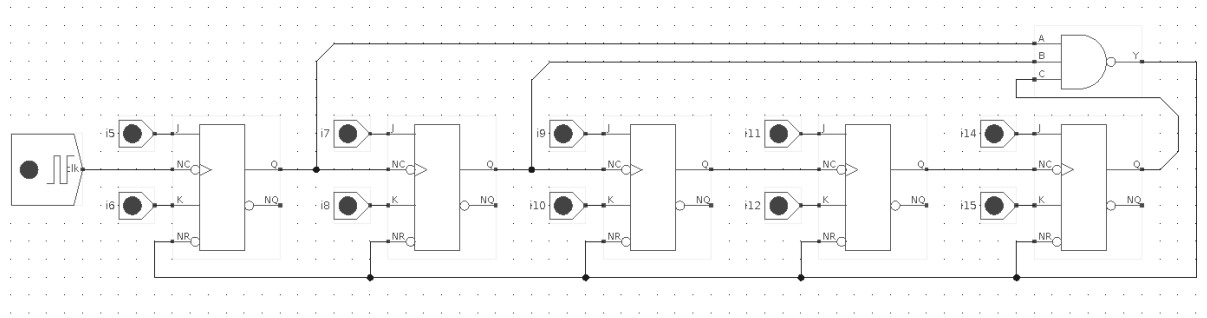 A
B
Y
C
i5
J
i7
J
i9
J
i11
J
i14
J
clk
NC
Q
NC
Q
NC
Q
NC
Q
NC
Q
i6
K
NQ
i8
K
NQ
i10
K
NQ
i12
K
NQ
i15
K
NQ
NR
NR
NR
NR
NR